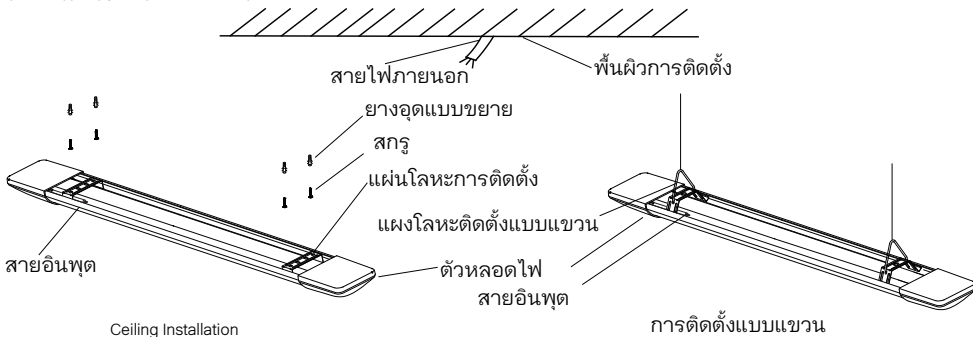 สายไฟภายนอก
พื้นผิวการติดตั้ง
ยางอุดแบบขยาย
สกรู
แผ่นโลหะการติดตั้ง
แผงโลหะติดตั้งแบบแขวน
สายอินพุต
ตัวหลอดไฟ
สายอินพุต
Ceiling Installation
การติดตั้งแบบแขวน